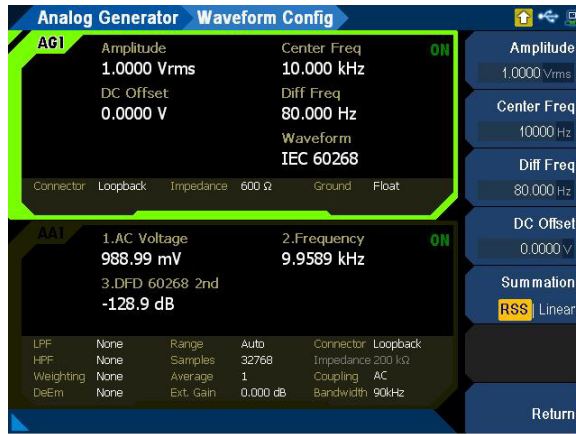 Analog Generator Waveform Config
AG1
Amplitude Center Freq ON
1.0000 Vrms 10.000 kHz
DC Offset Diff Freq
0.0000 V 80.000 Hz
Waveform
IEC 60268
Connector Loopback Impedance 600 Ω Ground Float
AA1
1.AC Voltage 2.Frequency ON
988.99 mV 9.9589 kHz
3.DFD 60268 2nd
-128.9 dB
LPF None Range Auto Connector Loopback
HPF None Samples 32768 Impedance 200 kΩ
Weighting None Average 1 Coupling AC
DeEm None Ext. Gain 0.000 dB Bandwidth 90kHz
Amplitude
1.0000 Vrms
Center Freq
10000 Hz
Diff Freq
80.000 Hz
DC Offset
0.0000 V
Summation
RSS | Linear
Return